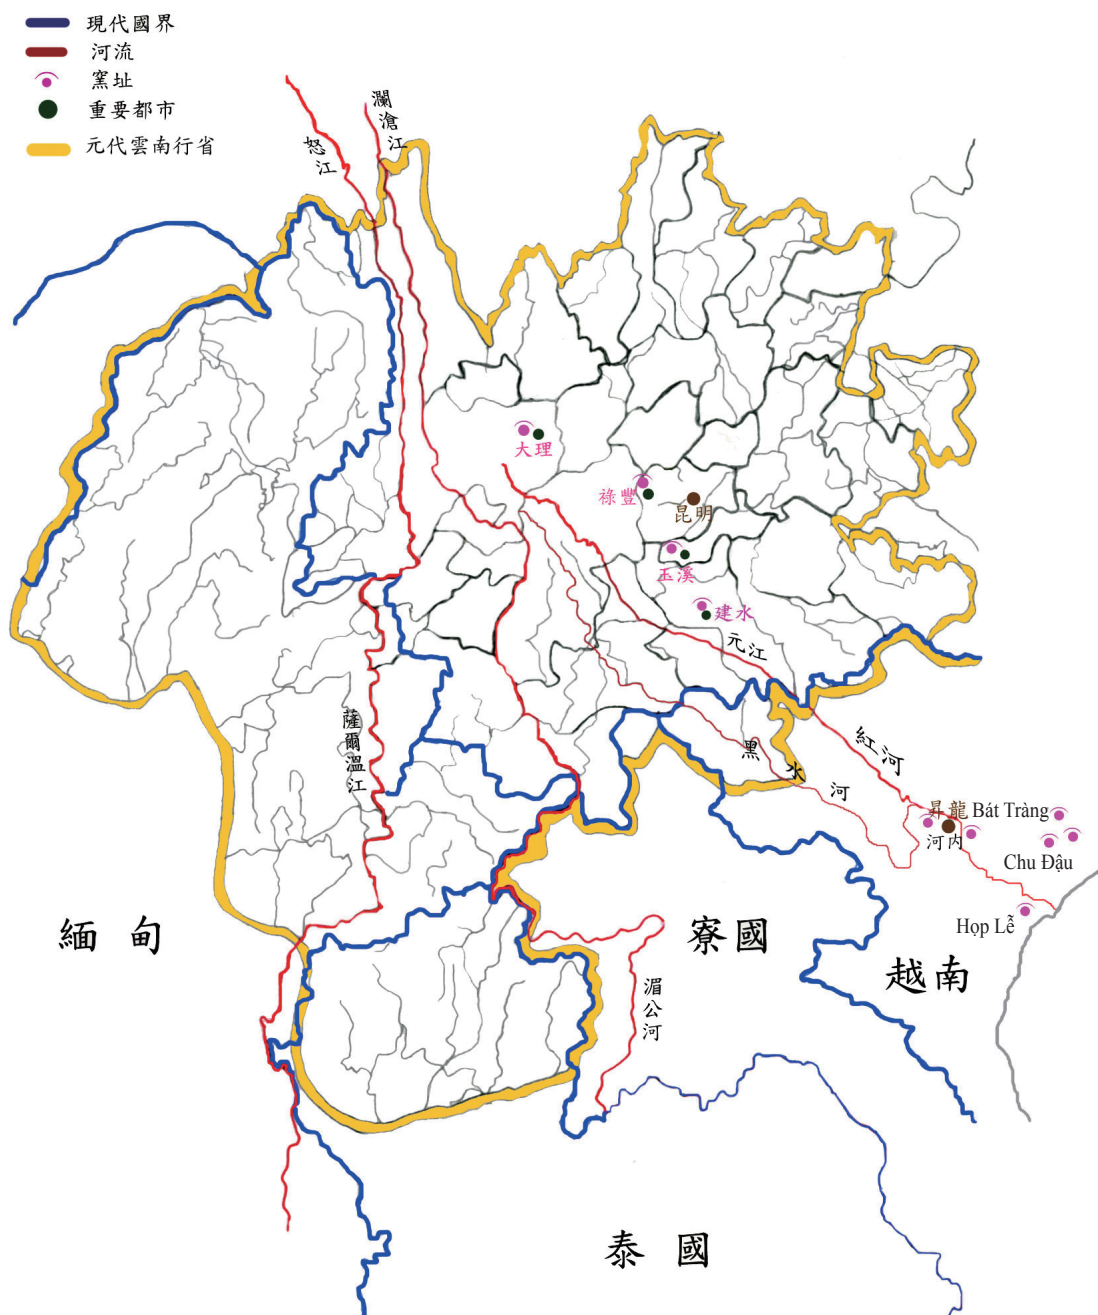 現代國界
河流
窯址
重要都市
元代雲南行省
瀾滄江
怒江
大理
祿豐
昆明
玉溪
建水
元江
薩爾溫江
黑水河
紅河
昇龍
Bát Tràng
河內
Chu Đậu
Họp Lễ
緬甸
寮國
越南
湄公河
泰國